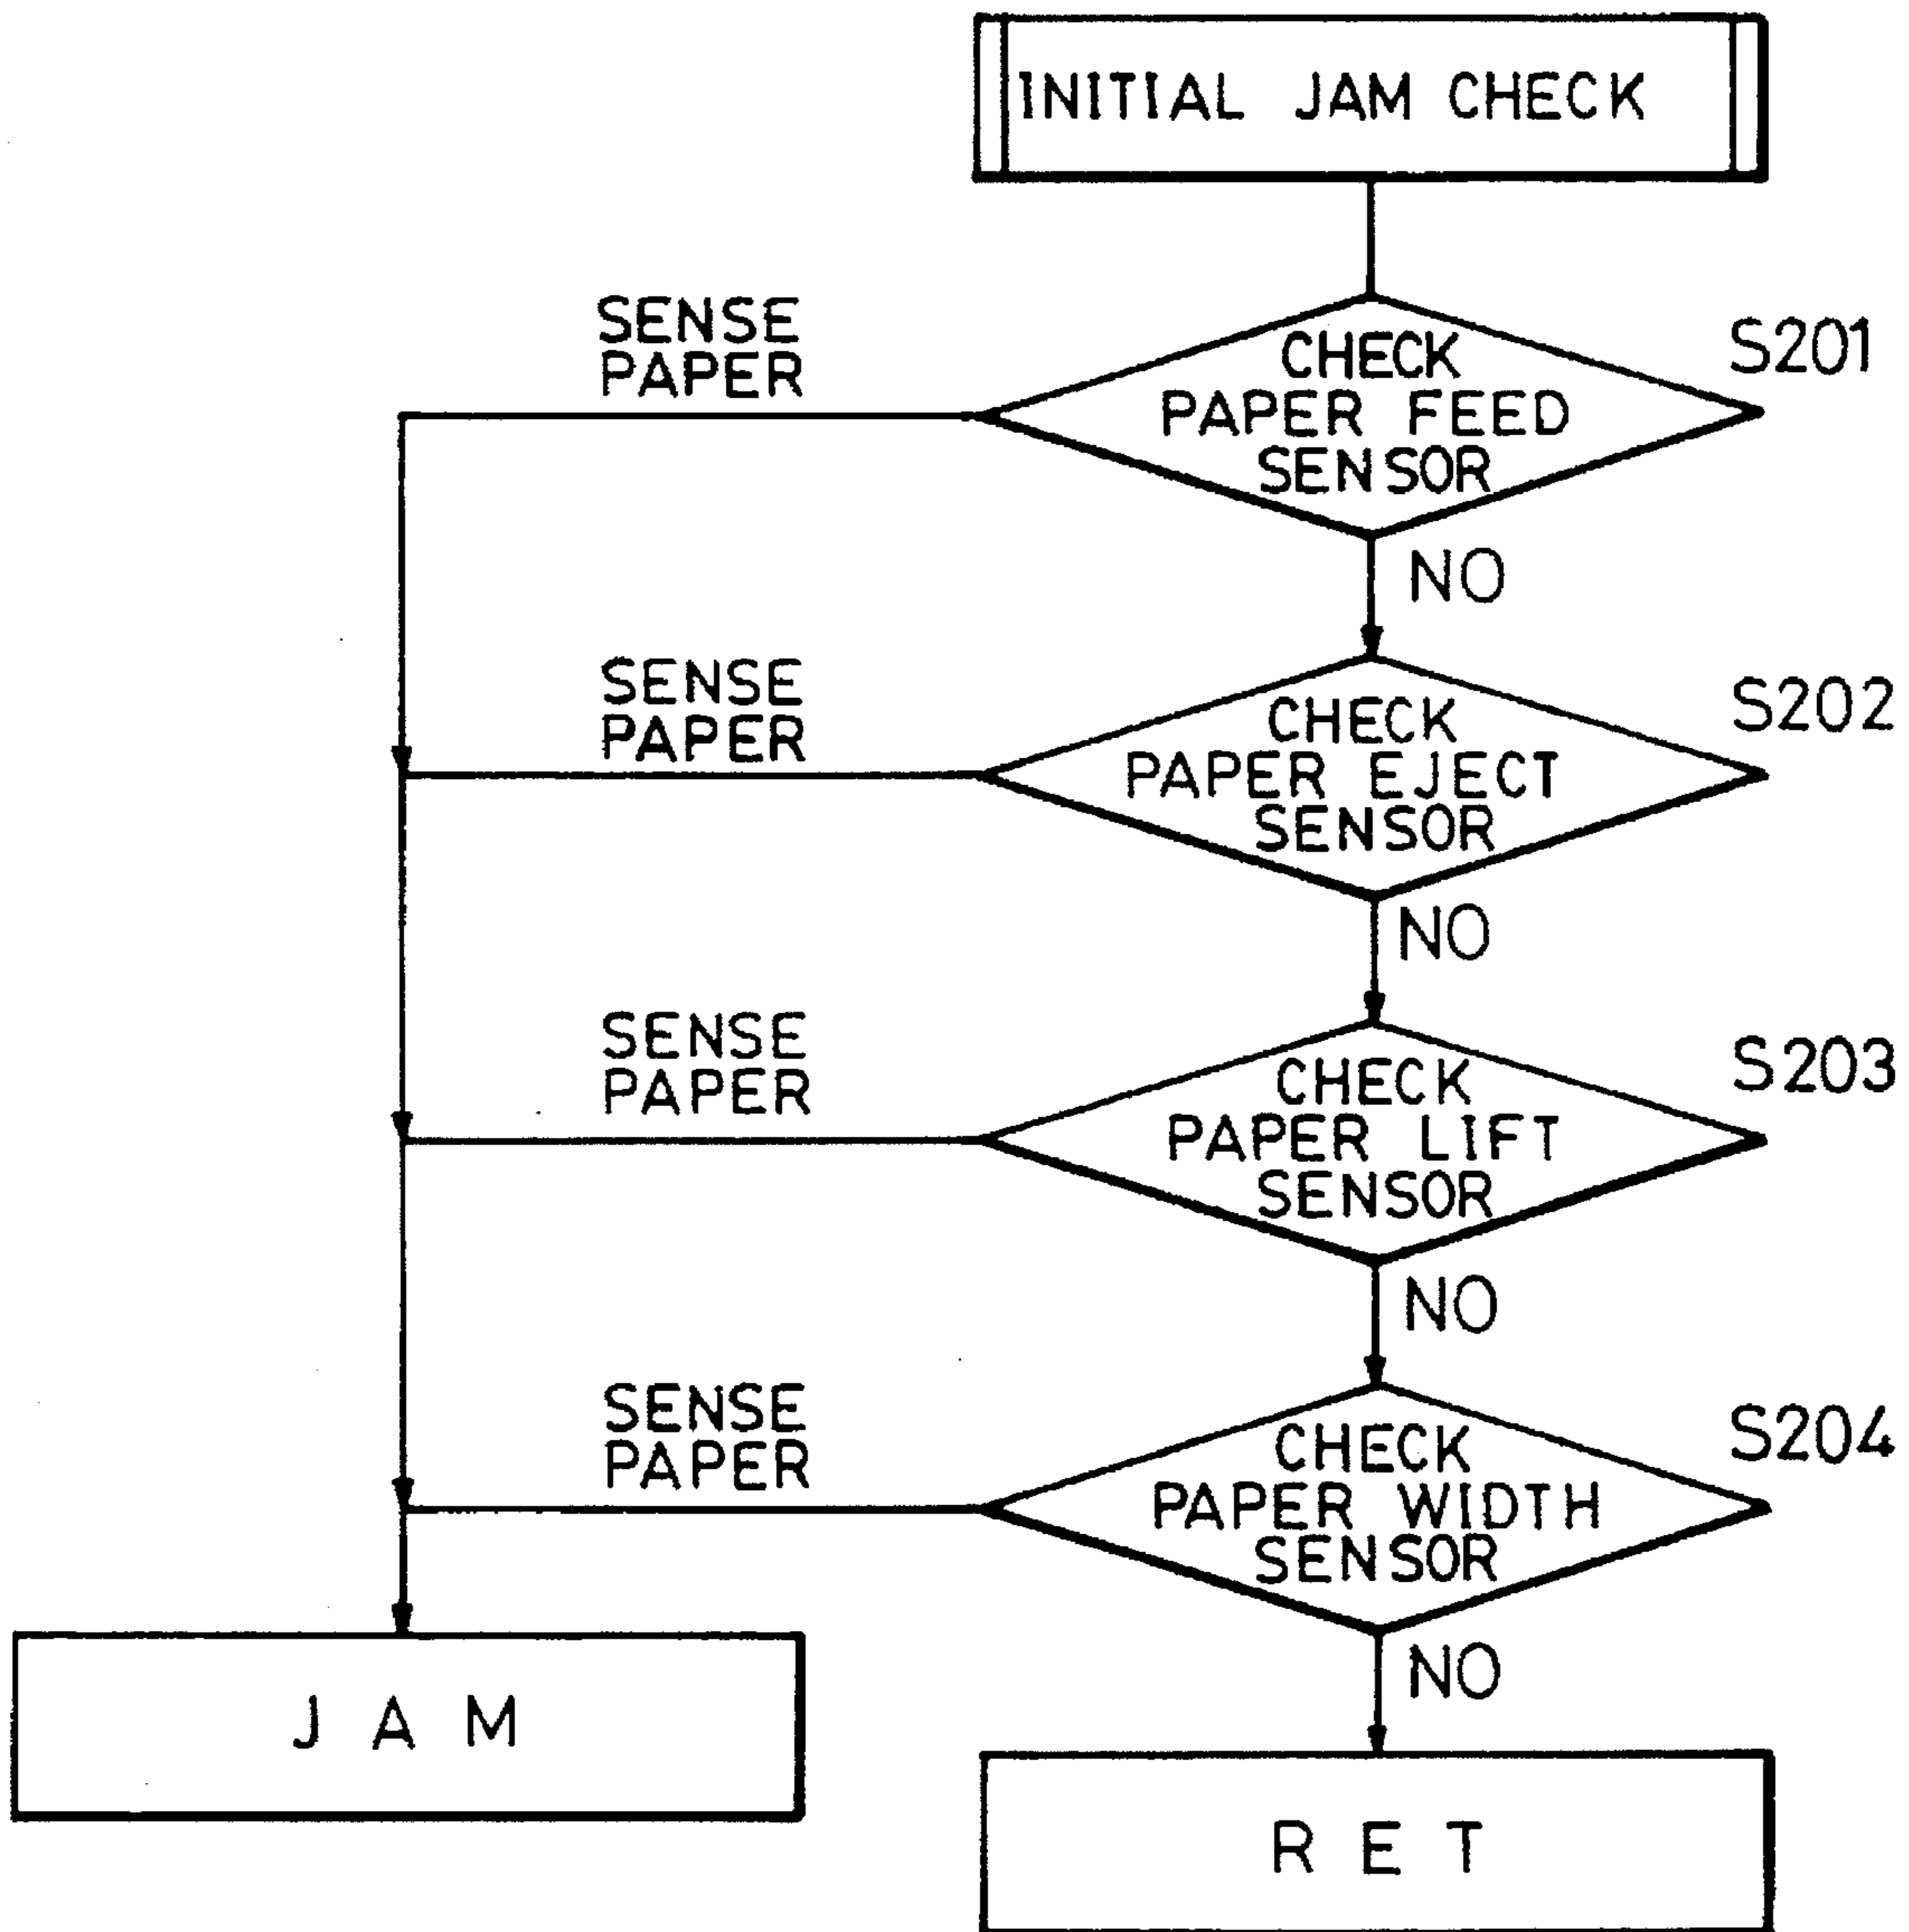 INITIAL JAM CHECK
SENSE
PAPER
CHECK
PAPER FEED
SENSOR
S201
NO
SENSE
PAPER
CHECK
PAPER EJECT
SENSOR
S202
NO
SENSE
PAPER
CHECK
PAPER LIFT
SENSOR
S203
NO
SENSE
PAPER
CHECK
PAPER WIDTH
SENSOR
S204
NO
JAM
RET